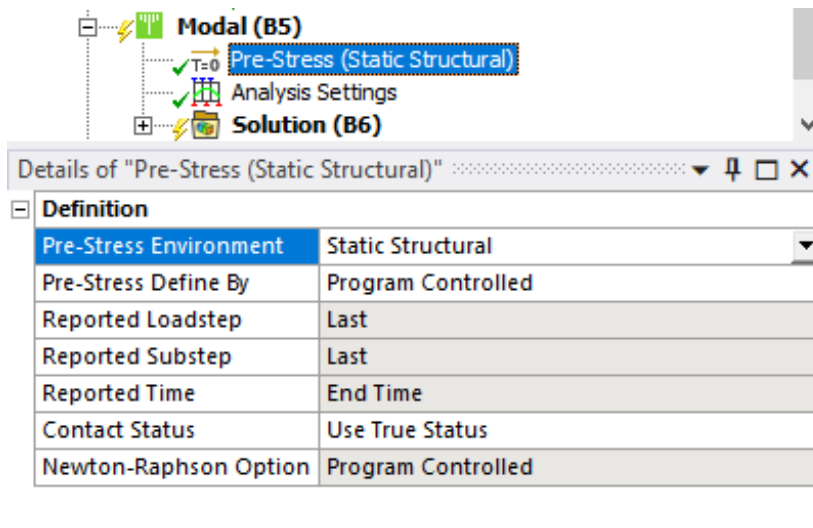 Modal (B5)
T=0 Pre-Stress (Static Structural)
Analysis Settings
Solution (B6)
Details of "Pre-Stress (Static Structural)"
Definition
Pre-Stress Environment Static Structural
Pre-Stress Define By Program Controlled
Reported Loadstep Last
Reported Substep Last
Reported Time End Time
Contact Status Use True Status
Newton-Raphson Option Program Controlled